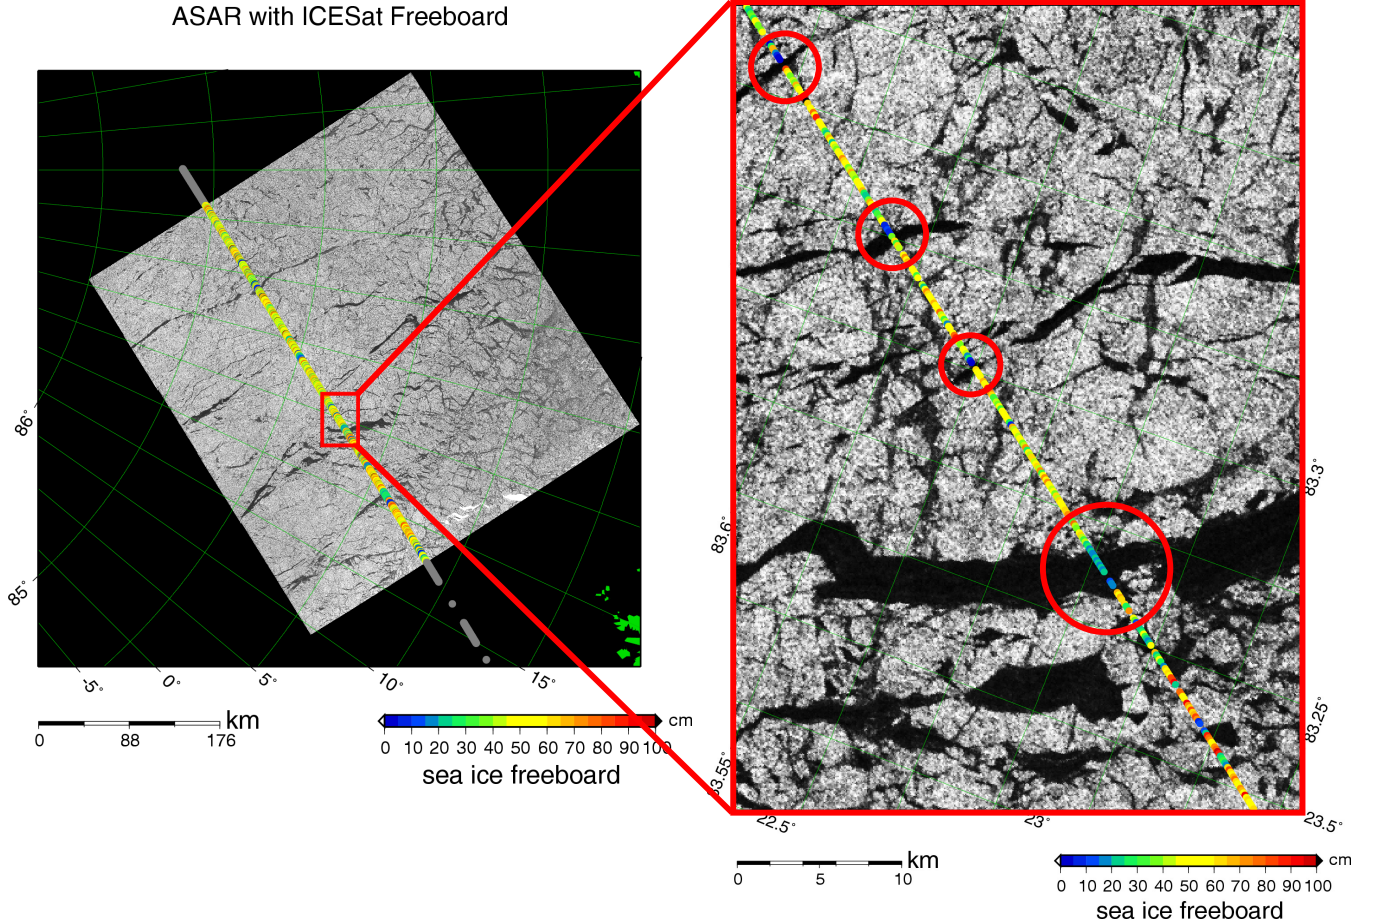 ASAR with ICESat Freeboard
86°
85°
-5°
0°
5°
10°
15°
km
0 88 176
cm
0 10 20 30 40 50 60 70 80 90 100
sea ice freeboard
83.6°
83.55°
83.3°
83.25°
22.5°
23°
23.5°
km
0 5 10
cm
0 10 20 30 40 50 60 70 80 90 100
sea ice freeboard